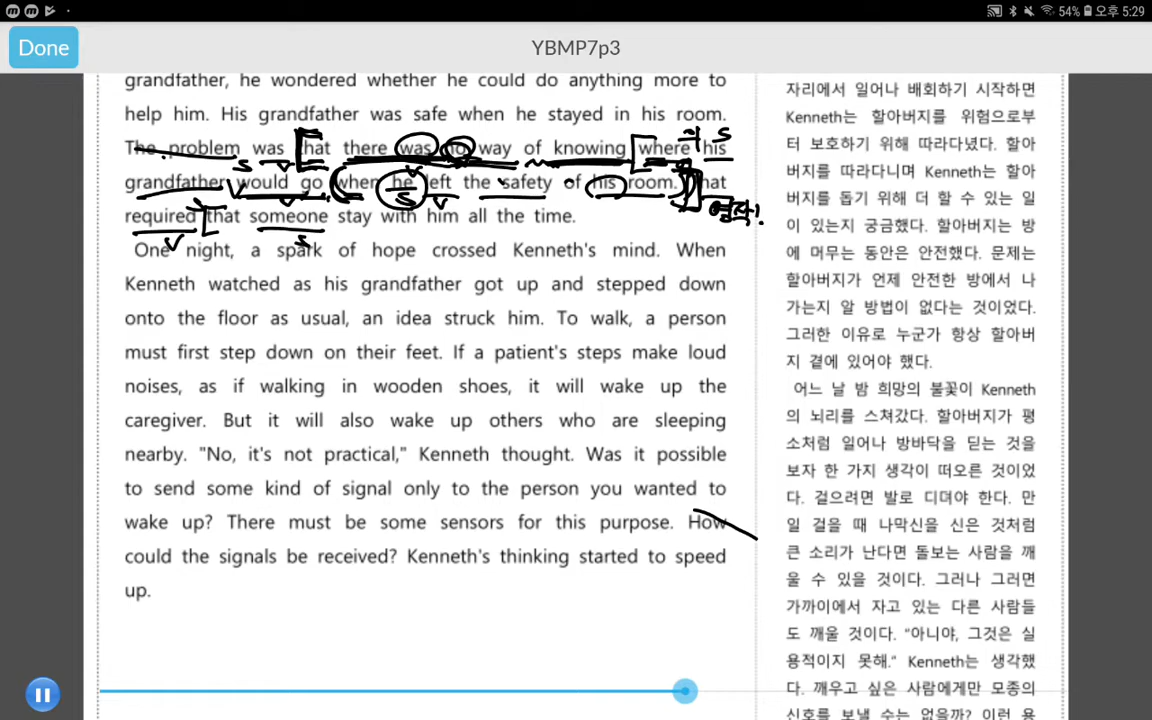 54% 오후 5:29
Done
YBMP7p3
grandfather, he wondered whether he could do anything more to
help him. His grandfather was safe when he stayed in his room.
The problem was that there was no way of knowing where his
grandfather would go when he left the safety of his room. That
required that someone stay with him all the time.
One night, a spark of hope crossed Kenneth's mind. When
Kenneth watched as his grandfather got up and stepped down
onto the floor as usual, an idea struck him. To walk, a person
must first step down on their feet. If a patient's steps make loud
noises, as if walking in wooden shoes, it will wake up the
caregiver. But it will also wake up others who are sleeping
nearby. "No, it's not practical," Kenneth thought. Was it possible
to send some kind of signal only to the person you wanted to
wake up? There must be some sensors for this purpose. How
could the signals be received? Kenneth's thinking started to speed
up.
S V V S
V V S V
V S
자리에서 일어나 배회하기 시작하면
Kenneth는 할아버지를 위험으로부
터 보호하기 위해 따라다녔다. 할아
버지를 따라다니며 Kenneth는 할아
버지를 돕기 위해 더 할 수 있는 일
이 있는지 궁금했다. 할아버지는 방
에 머무는 동안은 안전했다. 문제는
할아버지가 언제 안전한 방에서 나
가는지 알 방법이 없다는 것이었다.
그러한 이유로 누군가 항상 할아버
지 곁에 있어야 했다.
어느 날 밤 희망의 불꽃이 Kenneth
의 뇌리를 스쳐갔다. 할아버지가 평
소처럼 일어나 방바닥을 딛는 것을
보자 한 가지 생각이 떠오른 것이었
다. 걸으려면 발로 디뎌야 한다. 만
일 걸을 때 나막신을 신은 것처럼
큰 소리가 난다면 돌보는 사람을 깨
울 수 있을 것이다. 그러나 그러면
가까이에서 자고 있는 다른 사람들
도 깨울 것이다. "아니야, 그것은 실
용적이지 못해." Kenneth는 생각했
다. 깨우고 싶은 사람에게만 모종의
신호를 보낼 수는 없을까? 이런 용